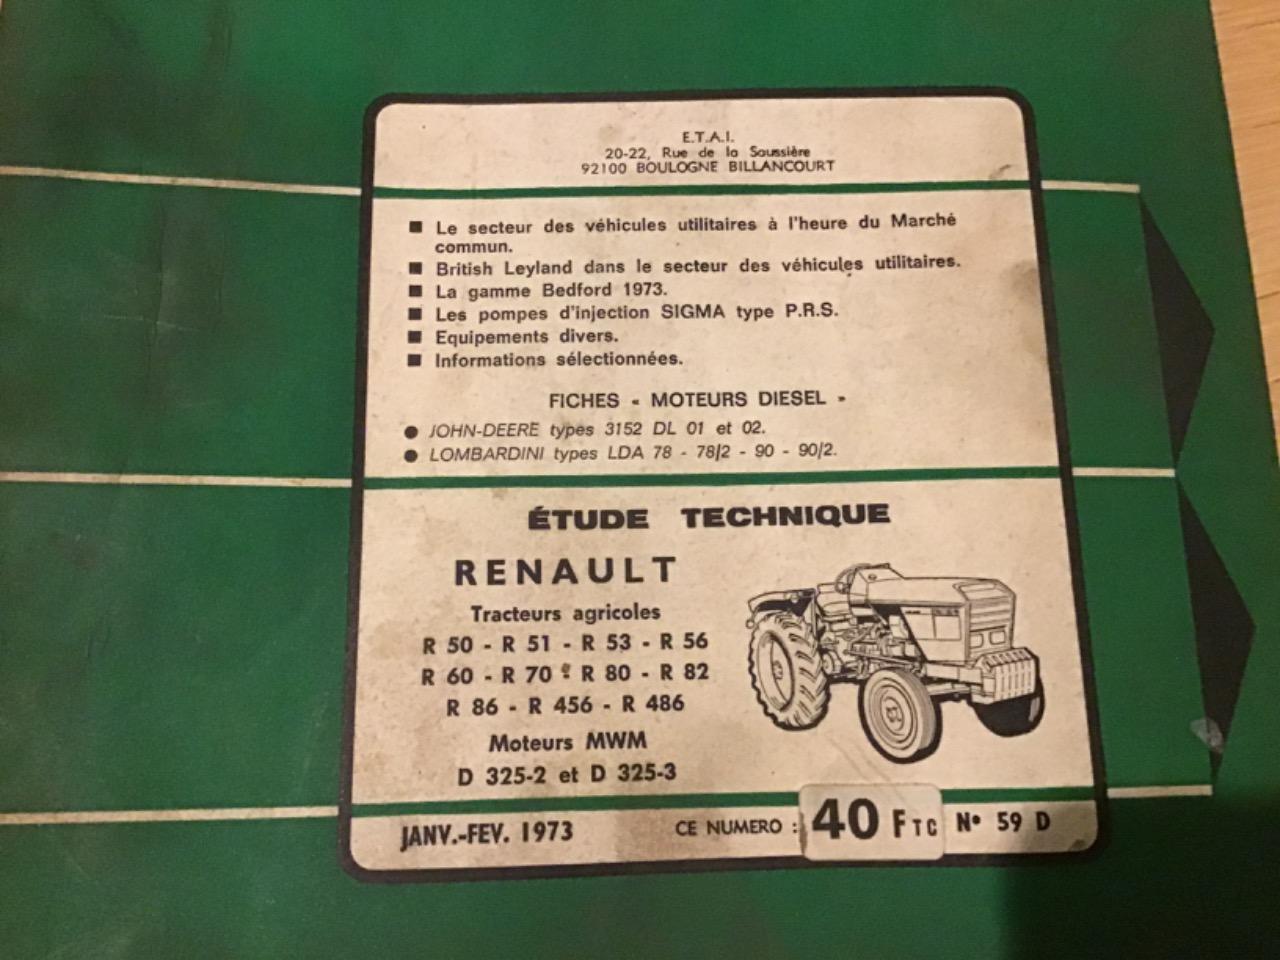 E.T.A.I.
20-22, Rue de la Saussière
92100 BOULOGNE BILLANCOURT
■ Le secteur des véhicules utilitaires à l'heure du Marché
commun.
■ British Leyland dans le secteur des véhicules utilitaires.
■ La gamme Bedford 1973.
■ Les pompes d'injection SIGMA type P.R.S.
■ Equipements divers.
■ Informations sélectionnées.
FICHES « MOTEURS DIESEL »
● JOHN-DEERE types 3152 DL 01 et 02.
● LOMBARDINI types LDA 78 - 78/2 - 90 - 90/2.
ÉTUDE TECHNIQUE
RENAULT
Tracteurs agricoles
R 50 - R 51 - R 53 - R 56
R 60 - R 70 - R 80 - R 82
R 86 - R 456 - R 486
Moteurs MWM
D 325-2 et D 325-3
JANV.-FEV. 1973 CE NUMERO : 40 F TC N° 59 D